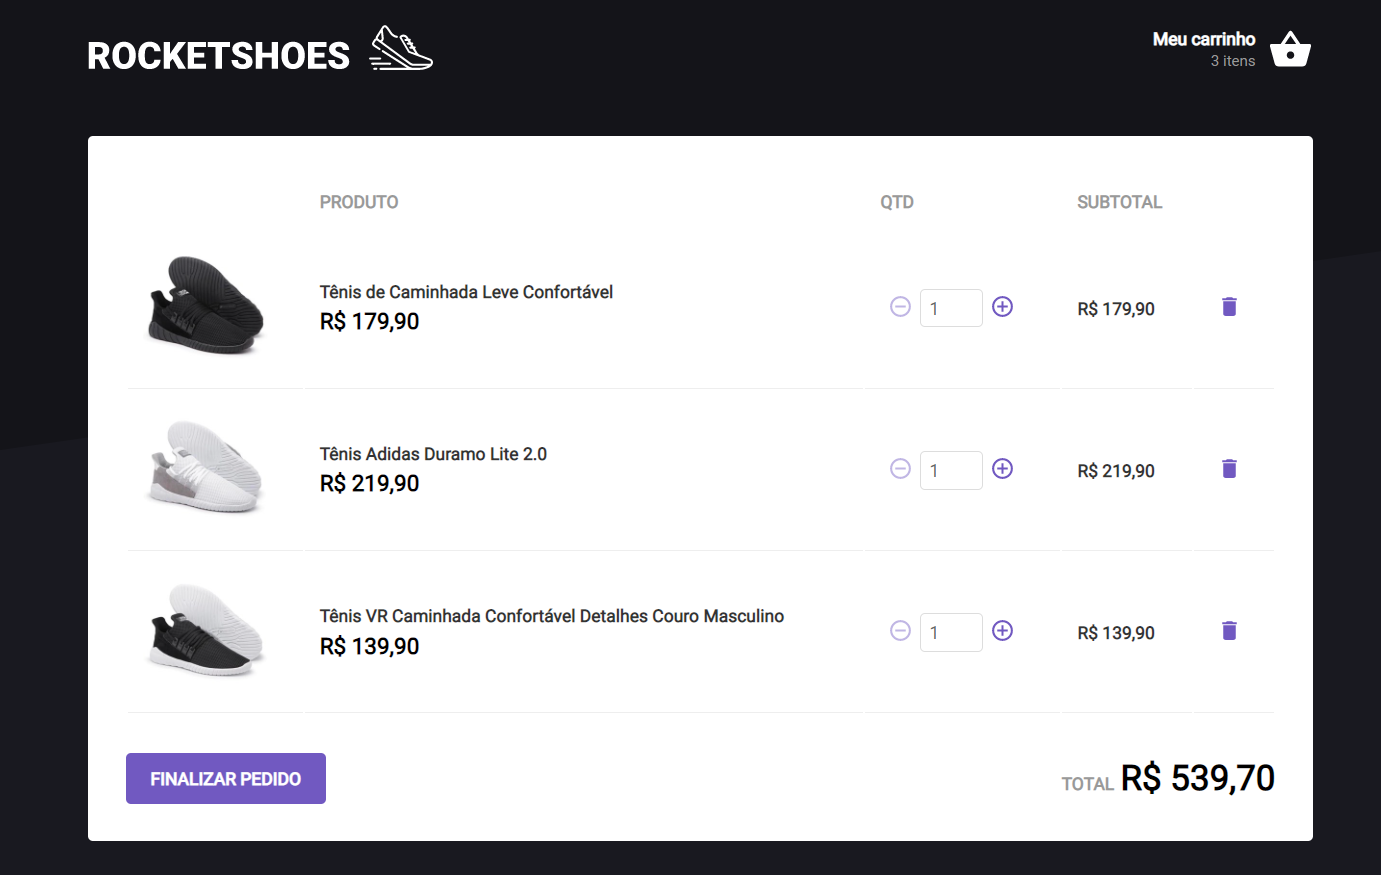 ROCKETSHOES
Meu carrinho
3 itens
PRODUTO QTD SUBTOTAL
Tênis de Caminhada Leve Confortável
R$ 179,90
1
R$ 179,90
Tênis Adidas Duramo Lite 2.0
R$ 219,90
1
R$ 219,90
Tênis VR Caminhada Confortável Detalhes Couro Masculino
R$ 139,90
1
R$ 139,90
FINALIZAR PEDIDO
TOTAL R$ 539,70